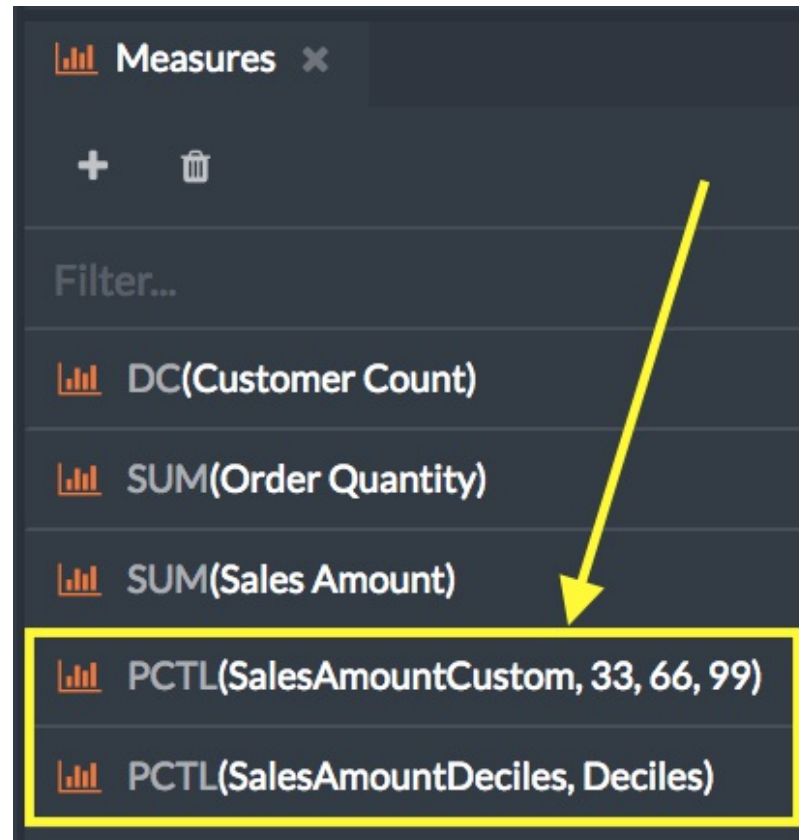 Measures
Filter...
DC(Customer Count)
SUM(Order Quantity)
SUM(Sales Amount)
PCTL(SalesAmountCustom, 33, 66, 99)
PCTL(SalesAmountDeciles, Deciles)